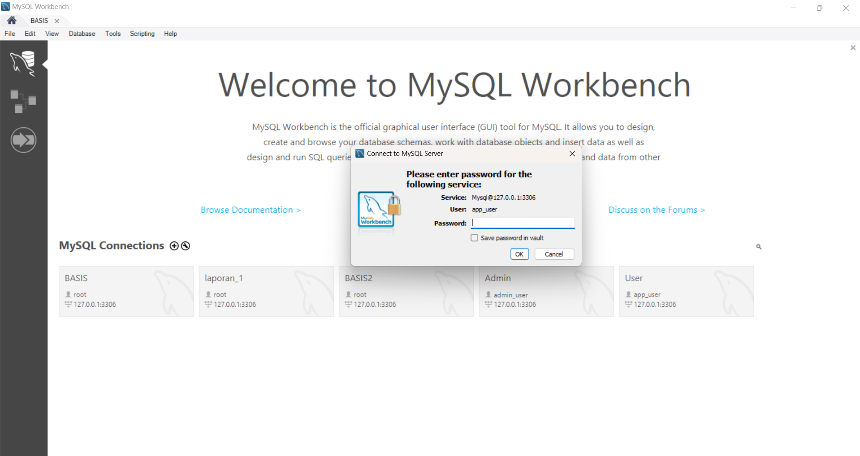 MySQL Workbench
BASIS
File Edit View Database Tools Scripting Help
Welcome to MySQL Workbench
MySQL Workbench is the official graphical user interface (GUI) tool for MySQL. It allows you to design,
create and browse your database schemas, work with database objects and insert data as well as
design and run SQL querie
and data from other
Connect to MySQL Server
Please enter password for the
following service:
Service: Mysql@127.0.0.1:3306
User: app_user
Password:
Save password in vault
OK Cancel
MySQL
Workbench
Browse Documentation >
Discuss on the Forums >
MySQL Connections
BASIS
root
127.0.0.1:3306
laporan_1
root
127.0.0.1:3306
BASIS2
root
127.0.0.1:3306
Admin
admin_user
127.0.0.1:3306
User
app_user
127.0.0.1:3306